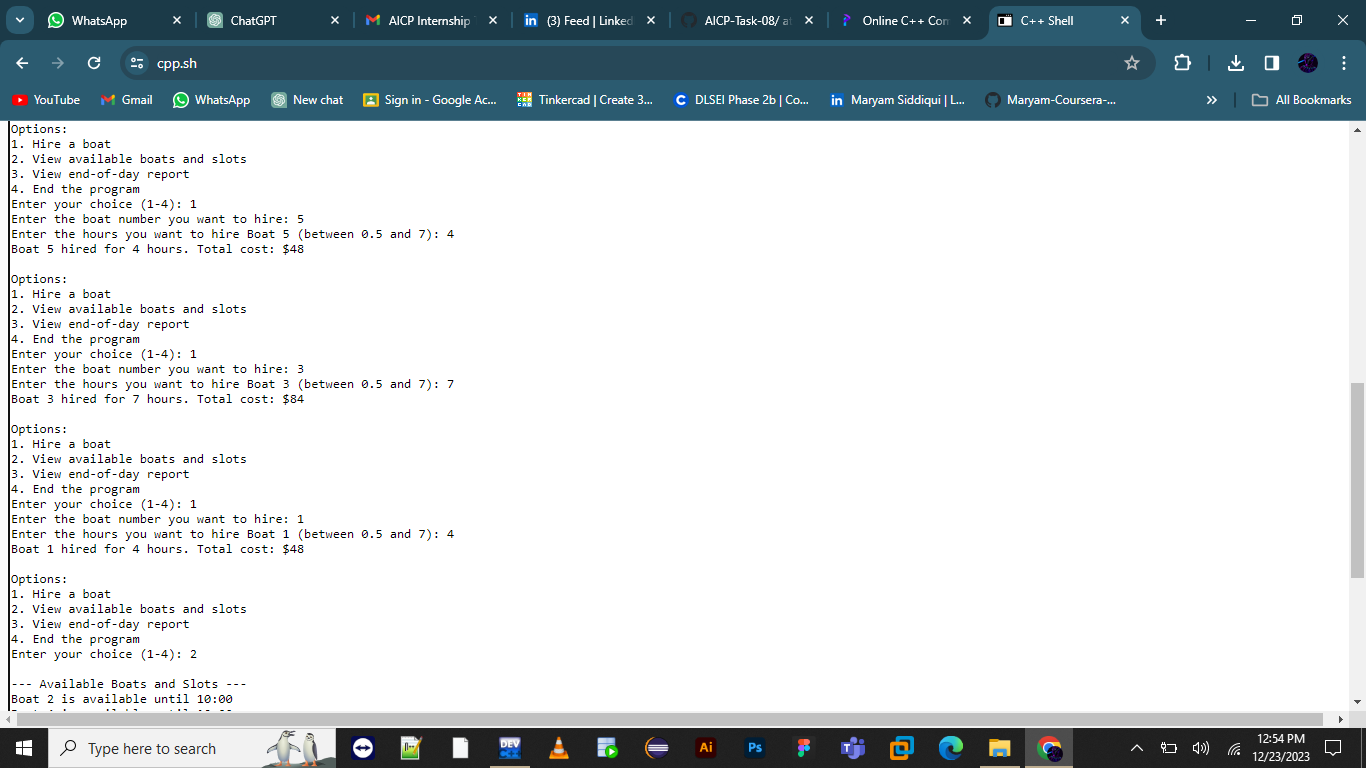 WhatsApp
ChatGPT
AICP Internship
(3) Feed | Linked
AICP-Task-08/ at
Online C++ Com
C++ Shell
cpp.sh
YouTube
Gmail
WhatsApp
New chat
Sign in - Google Ac...
Tinkercad | Create 3...
DLSEI Phase 2b | Co...
Maryam Siddiqui | L...
Maryam-Coursera-...
All Bookmarks
Options:
1. Hire a boat
2. View available boats and slots
3. View end-of-day report
4. End the program
Enter your choice (1-4): 1
Enter the boat number you want to hire: 5
Enter the hours you want to hire Boat 5 (between 0.5 and 7): 4
Boat 5 hired for 4 hours. Total cost: $48
Options:
1. Hire a boat
2. View available boats and slots
3. View end-of-day report
4. End the program
Enter your choice (1-4): 1
Enter the boat number you want to hire: 3
Enter the hours you want to hire Boat 3 (between 0.5 and 7): 7
Boat 3 hired for 7 hours. Total cost: $84
Options:
1. Hire a boat
2. View available boats and slots
3. View end-of-day report
4. End the program
Enter your choice (1-4): 1
Enter the boat number you want to hire: 1
Enter the hours you want to hire Boat 1 (between 0.5 and 7): 4
Boat 1 hired for 4 hours. Total cost: $48
Options:
1. Hire a boat
2. View available boats and slots
3. View end-of-day report
4. End the program
Enter your choice (1-4): 2
--- Available Boats and Slots ---
Boat 2 is available until 10:00
Type here to search
DEV
Ai
Ps
12:54 PM
12/23/2023